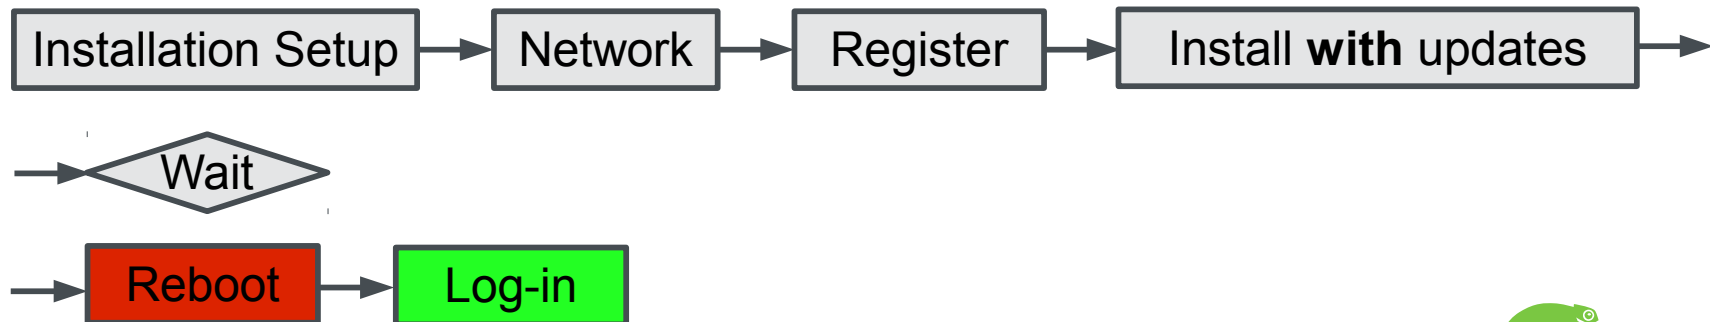 Installation Setup Network Register Install with updates
Wait
Reboot Log-in